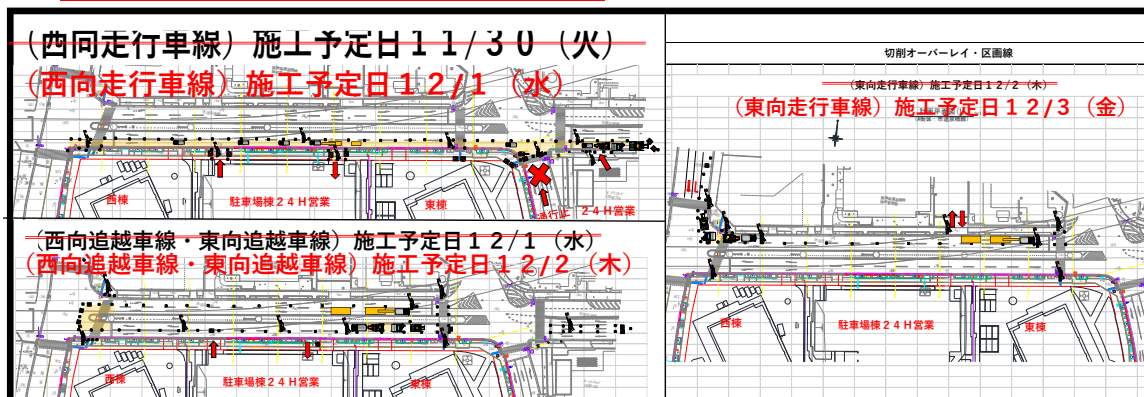 (西向走行車線) 施工予定日11/30 (火)
(西向走行車線) 施工予定日12/1 (水)
西棟
駐車場棟24H営業
東棟
24H営業
(西向追越車線・東向追越車線) 施工予定日12/1 (水)
(西向追越車線・東向追越車線) 施工予定日12/2 (木)
西棟
駐車場棟24H営業
東棟
切削オーバーレイ・区画線
(東向走行車線) 施工予定日12/2 (木)
(東向走行車線) 施工予定日12/3 (金)
西棟
駐車場棟24H営業
東棟